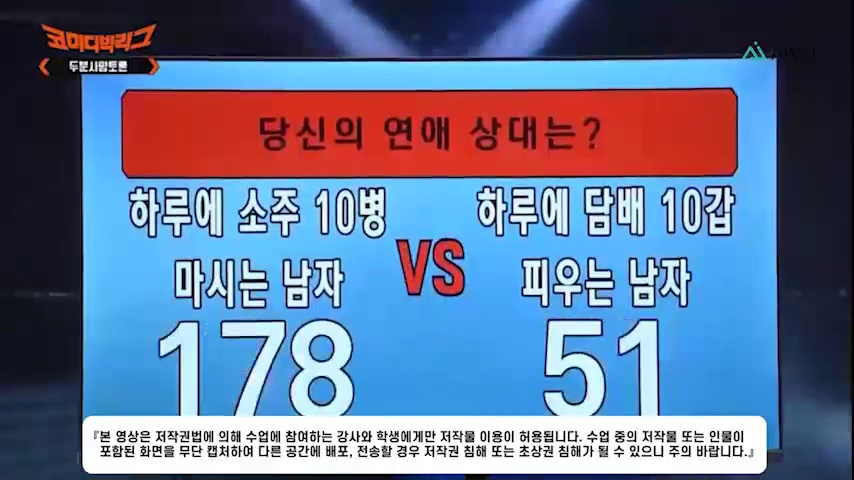 코미디빅리그
두분사망토론
당신의 연애 상대는?
하루에 소주 10병
마시는 남자
VS
하루에 담배 10갑
피우는 남자
178
51
『본 영상은 저작권법에 의해 수업에 참여하는 강사와 학생에게만 저작물 이용이 허용됩니다. 수업 중의 저작물 또는 인물이
포함된 화면을 무단 캡처하여 다른 공간에 배포, 전송할 경우 저작권 침해 또는 초상권 침해가 될 수 있으니 주의 바랍니다.』